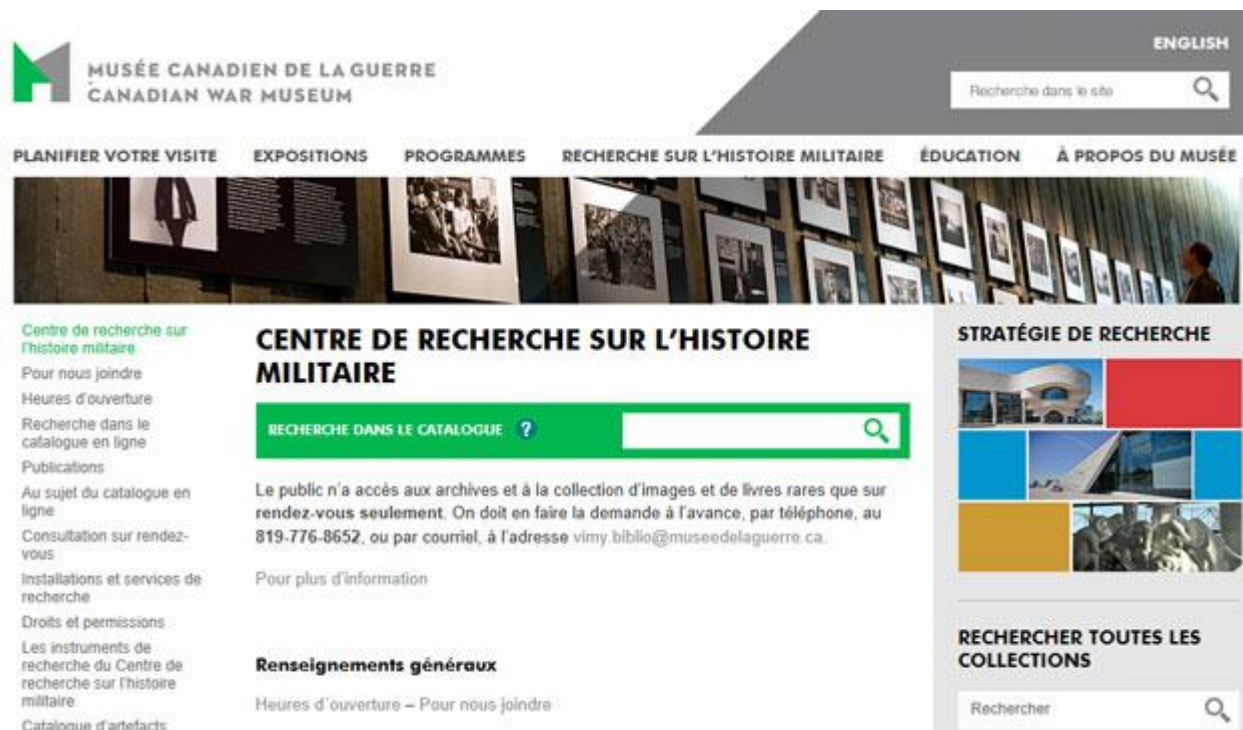 MUSÉE CANADIEN DE LA GUERRE
CANADIAN WAR MUSEUM
ENGLISH
Recherche dans le site
PLANIFIER VOTRE VISITE EXPOSITIONS PROGRAMMES RECHERCHE SUR L'HISTOIRE MILITAIRE ÉDUCATION À PROPOS DU MUSÉE
Centre de recherche sur
l'histoire militaire
Pour nous joindre
Heures d'ouverture
Recherche dans le
catalogue en ligne
Publications
Au sujet du catalogue en
ligne
Consultation sur rendez-
vous
Installations et services de
recherche
Droits et permissions
Les instruments de
recherche du Centre de
recherche sur l'histoire
militaire
Catalogue d'artefacts
CENTRE DE RECHERCHE SUR L'HISTOIRE
MILITAIRE
RECHERCHE DANS LE CATALOGUE ?
Le public n'a accès aux archives et à la collection d'images et de livres rares que sur
rendez-vous seulement. On doit en faire la demande à l'avance, par téléphone, au
819-776-8652, ou par courriel, à l'adresse vimy.biblio@museedelaguerre.ca.
Pour plus d'information
Renseignements généraux
Heures d'ouverture – Pour nous joindre
STRATÉGIE DE RECHERCHE
RECHERCHER TOUTES LES
COLLECTIONS
Rechercher